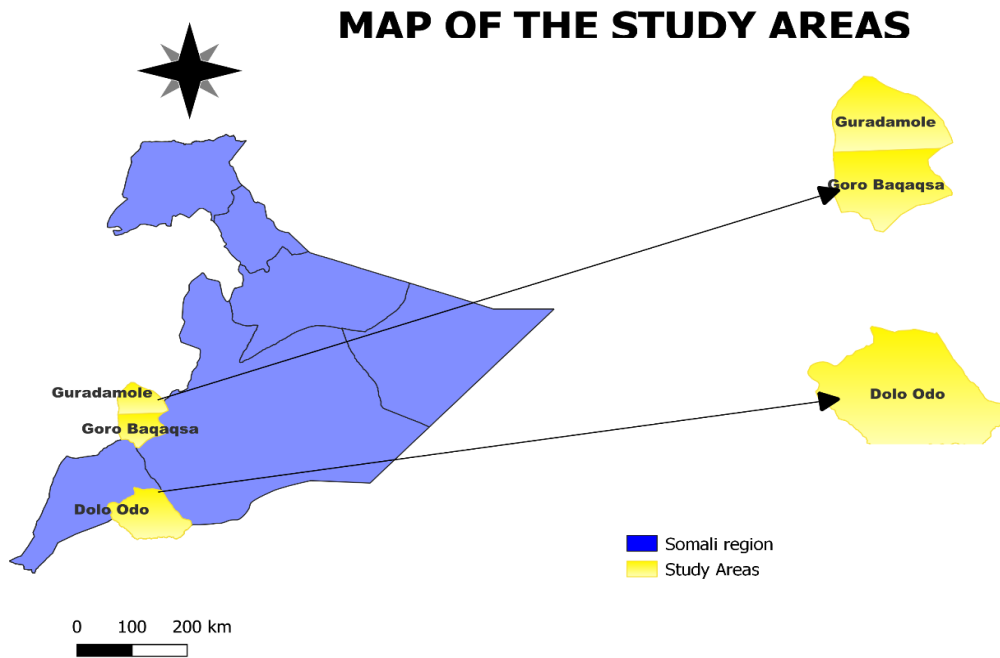 MAP OF THE STUDY AREAS
Guradamole
Goro Baqaqsa
Guradamole
Goro Baqaqsa
Dolo Odo
Dolo Odo
Somali region
Study Areas
0 100 200 km